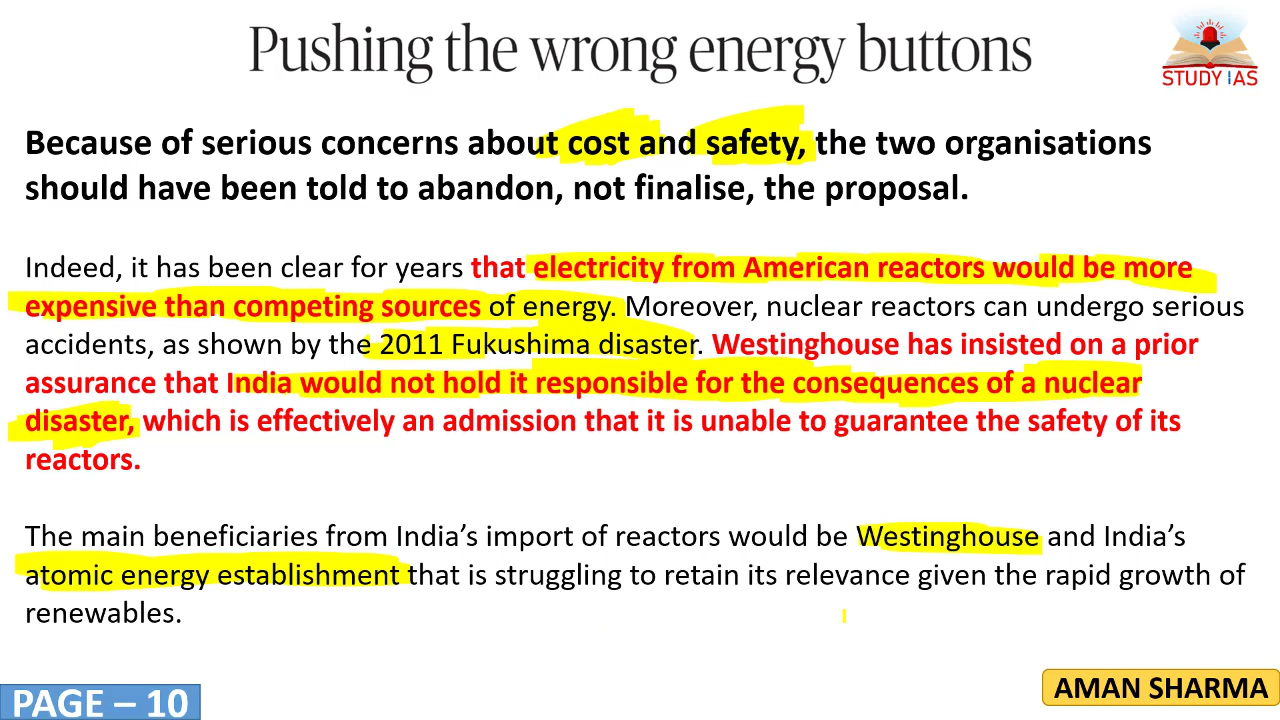 Pushing the wrong energy buttons
STUDY IAS
Because of serious concerns about cost and safety, the two organisations
should have been told to abandon, not finalise, the proposal.
Indeed, it has been clear for years that electricity from American reactors would be more
expensive than competing sources of energy. Moreover, nuclear reactors can undergo serious
accidents, as shown by the 2011 Fukushima disaster. Westinghouse has insisted on a prior
assurance that India would not hold it responsible for the consequences of a nuclear
disaster, which is effectively an admission that it is unable to guarantee the safety of its
reactors.
The main beneficiaries from India’s import of reactors would be Westinghouse and India’s
atomic energy establishment that is struggling to retain its relevance given the rapid growth of
renewables.
PAGE – 10
AMAN SHARMA